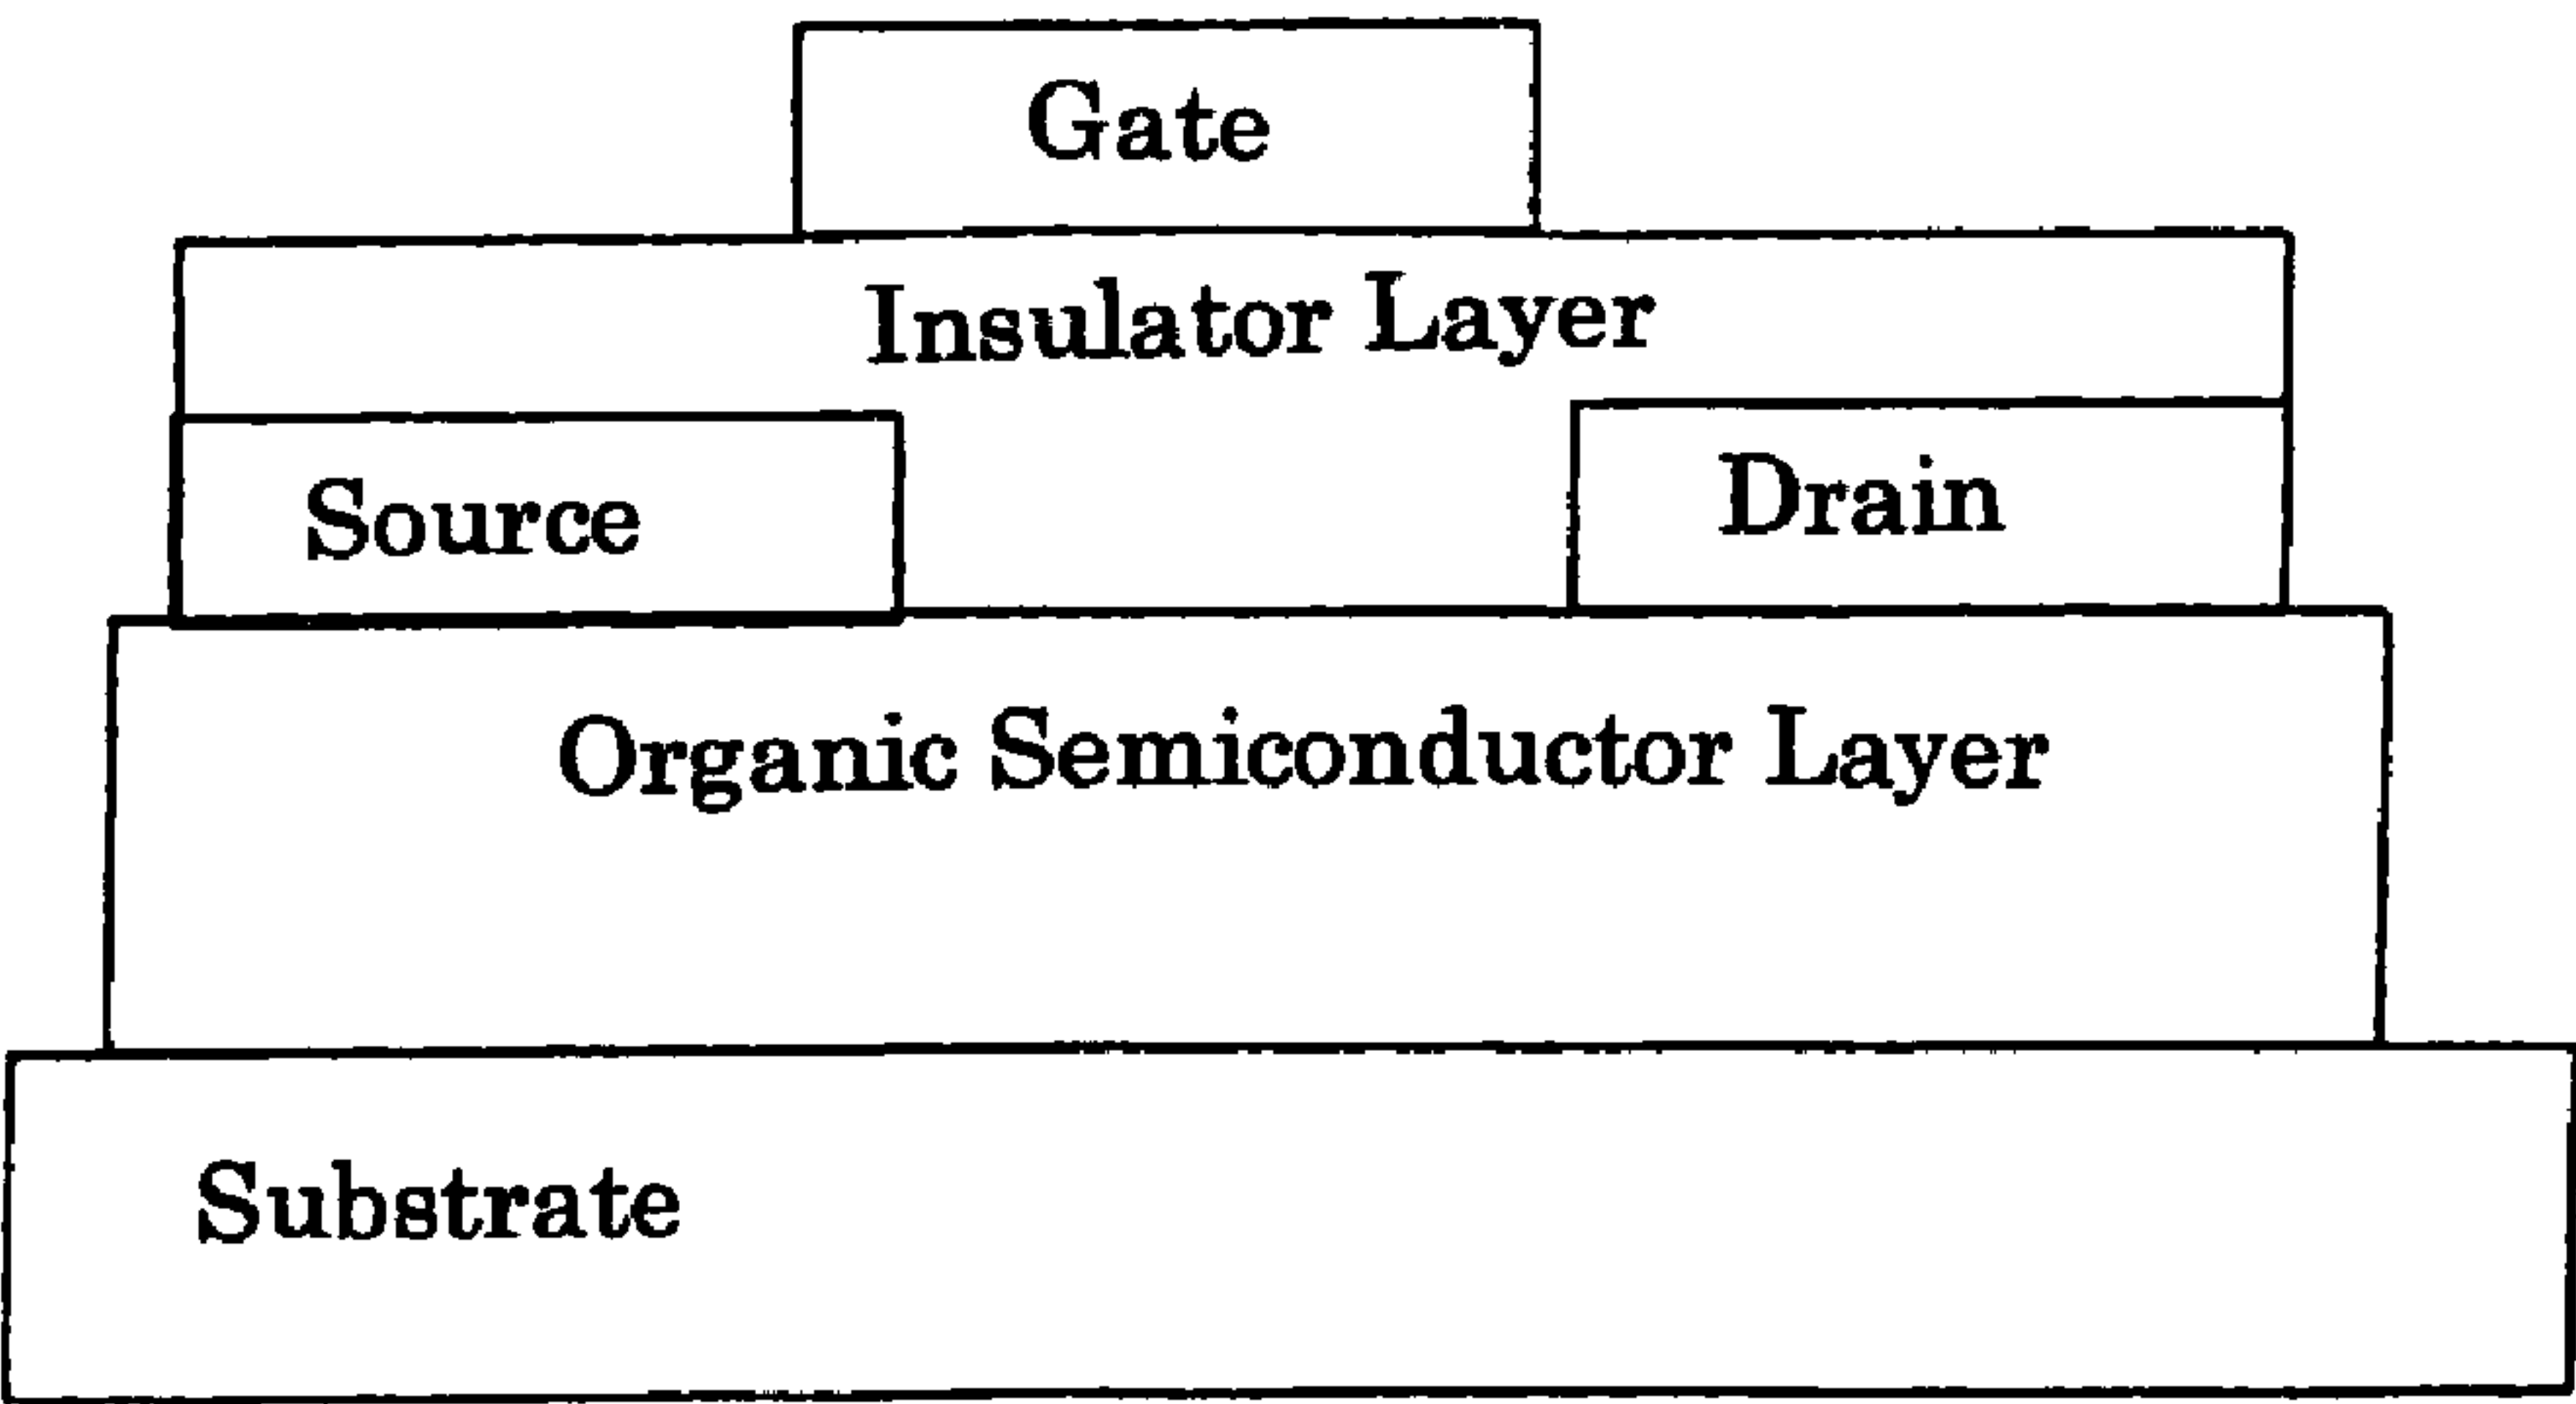 Gate
Insulator Layer
Source
Drain
Organic Semiconductor Layer
Substrate